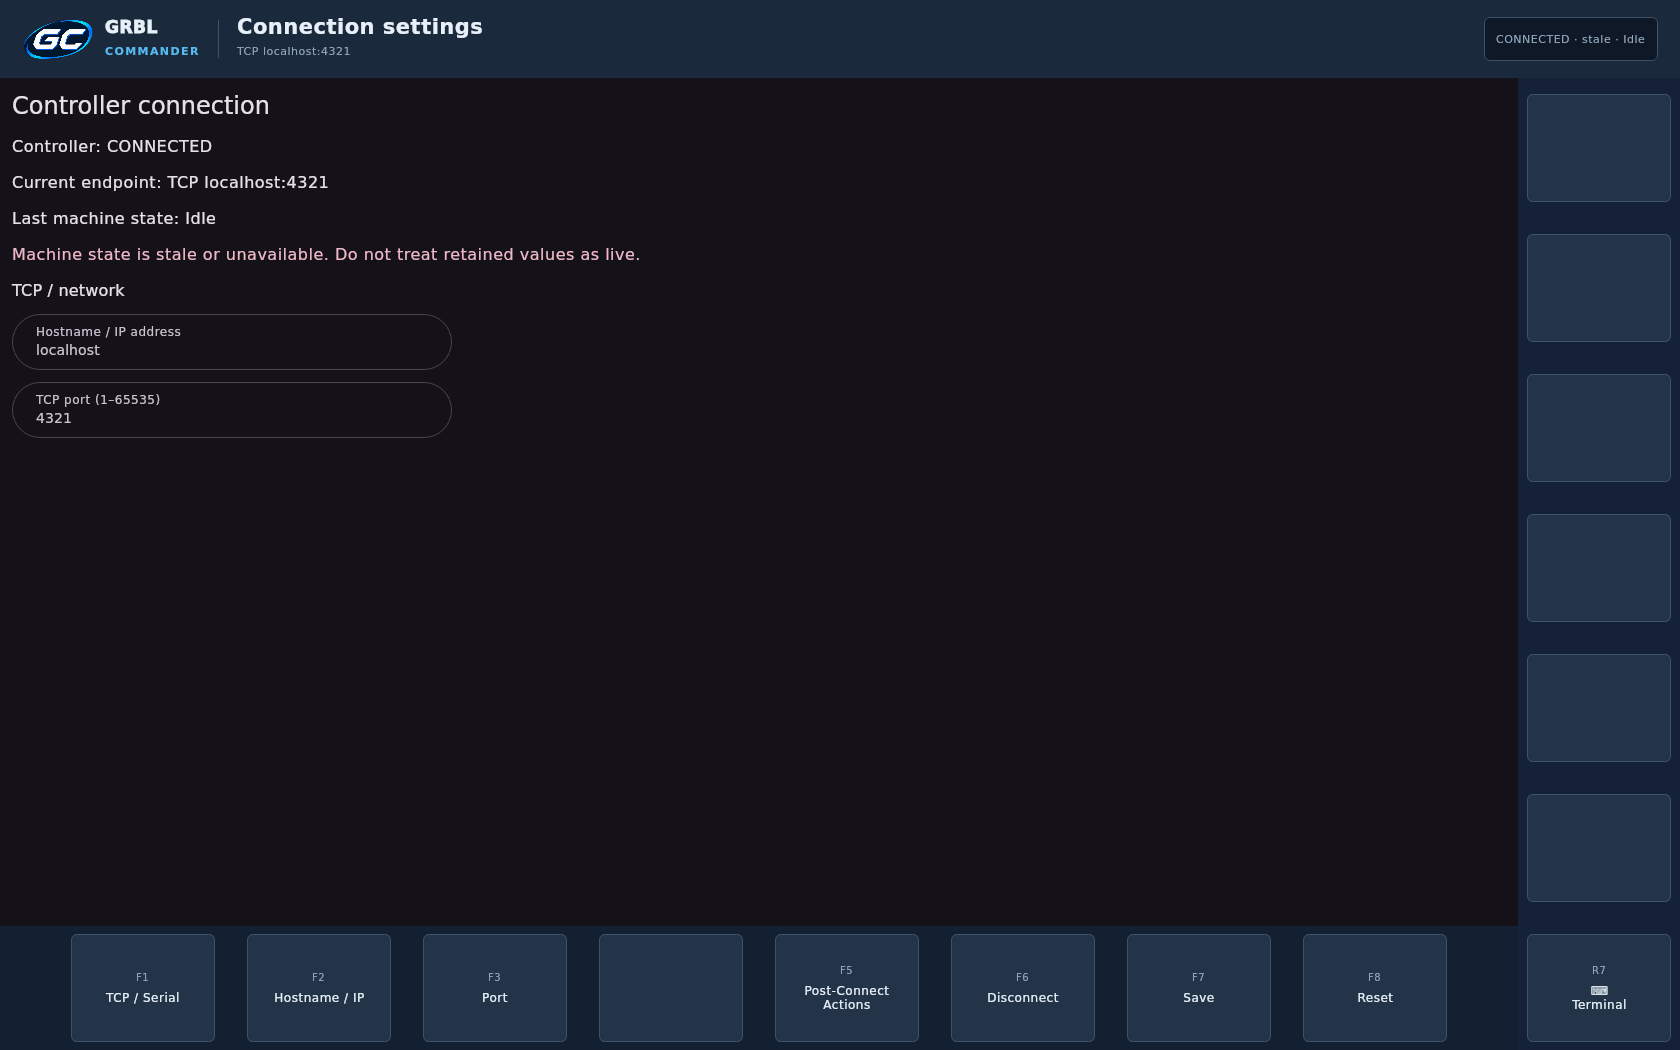 GC
GRBL
COMMANDER
Connection settings
TCP localhost:4321
CONNECTED · stale · Idle
Controller connection
Controller: CONNECTED
Current endpoint: TCP localhost:4321
Last machine state: Idle
Machine state is stale or unavailable. Do not treat retained values as live.
TCP / network
Hostname / IP address
localhost
TCP port (1–65535)
4321
F1
TCP / Serial
F2
Hostname / IP
F3
Port
F5
Post-Connect
Actions
F6
Disconnect
F7
Save
F8
Reset
R7
⌨
Terminal